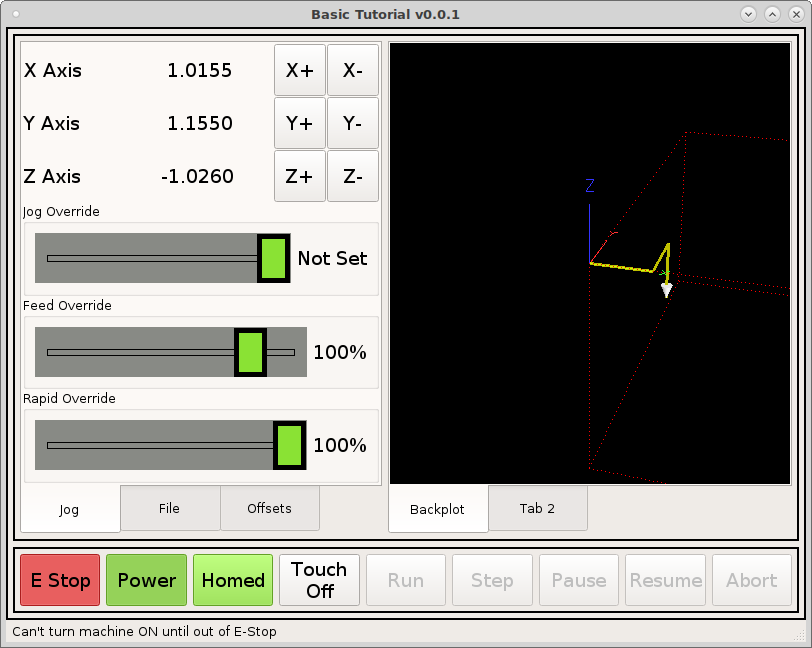 Basic Tutorial v0.0.1
X Axis 1.0155 X+ X-
Y Axis 1.1550 Y+ Y-
Z Axis -1.0260 Z+ Z-
Jog Override
Not Set
Feed Override
100%
Rapid Override
100%
Z
Jog File Offsets
Backplot Tab 2
E Stop Power Homed Touch Off Run Step Pause Resume Abort
Can't turn machine ON until out of E-Stop